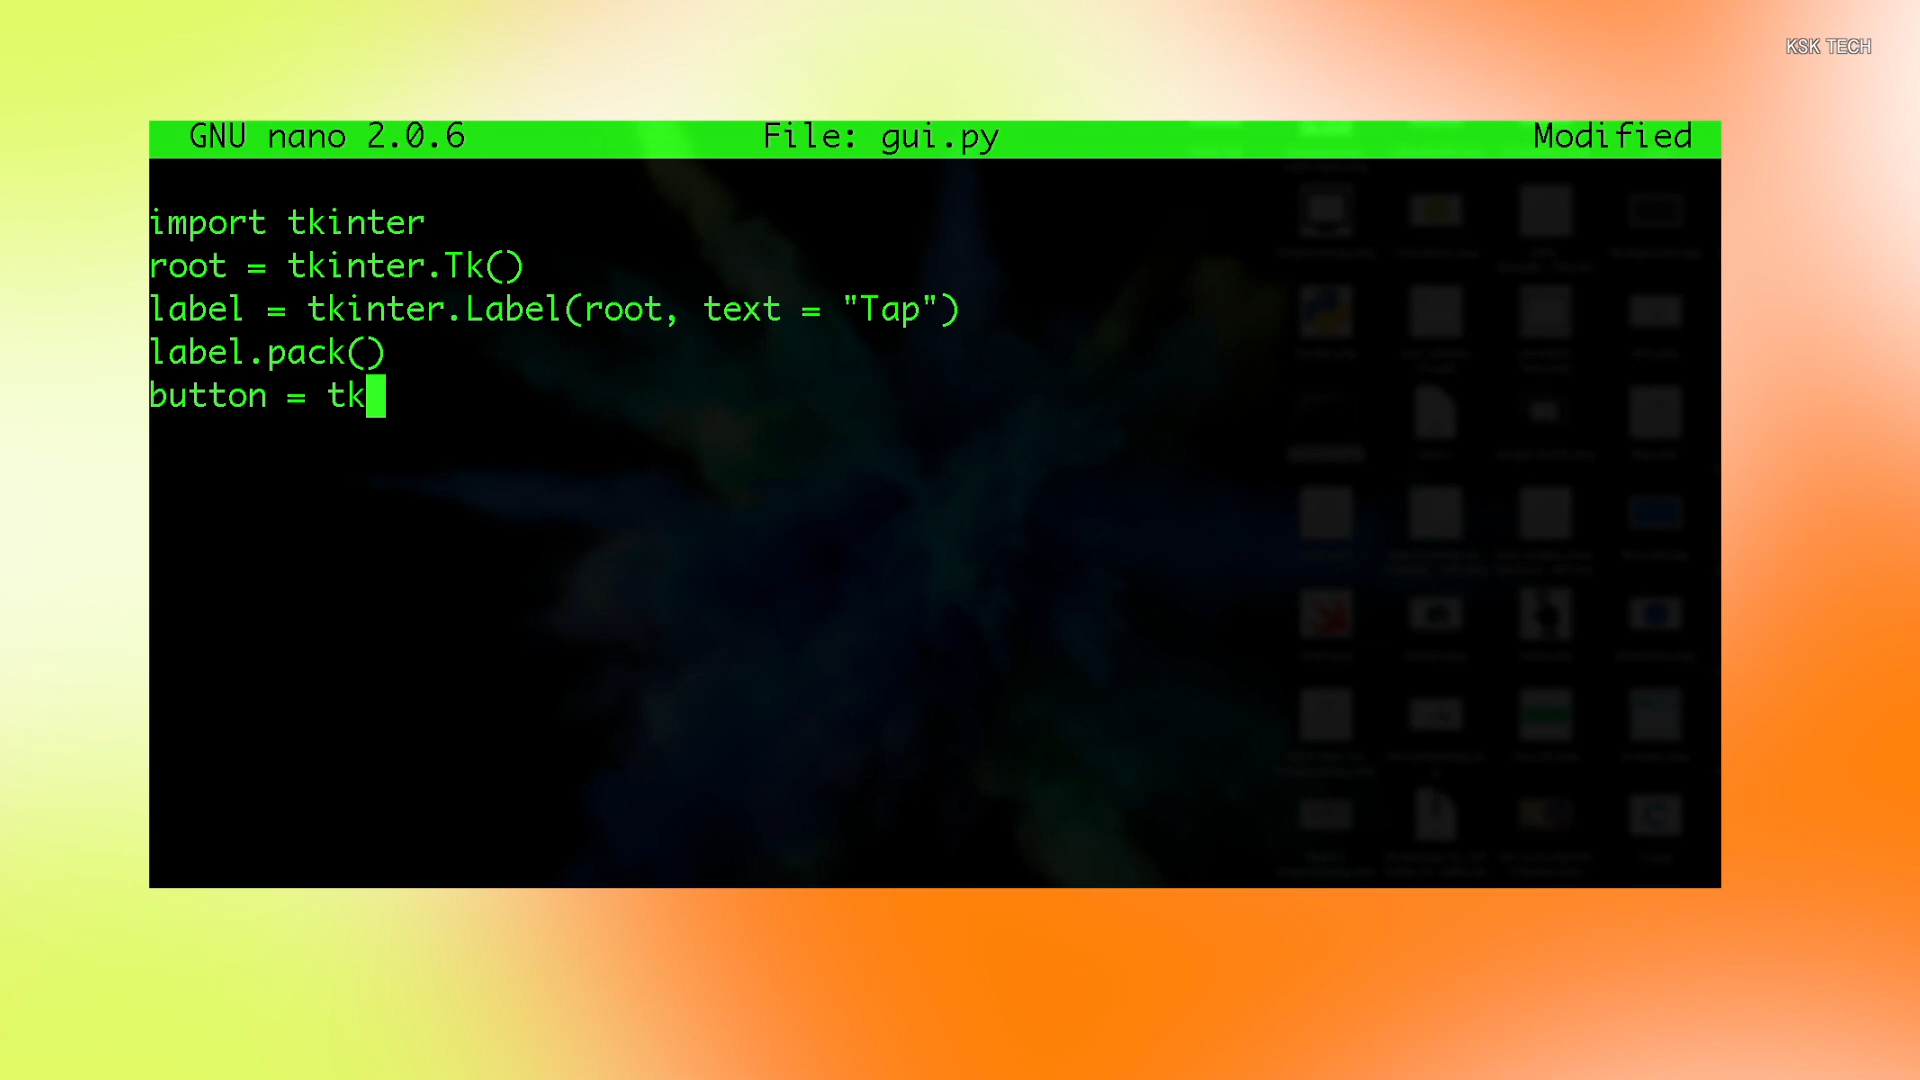 KSK TECH
GNU nano 2.0.6 File: gui.py Modified
import tkinter
root = tkinter.Tk()
label = tkinter.Label(root, text = "Tap")
label.pack()
button = tk